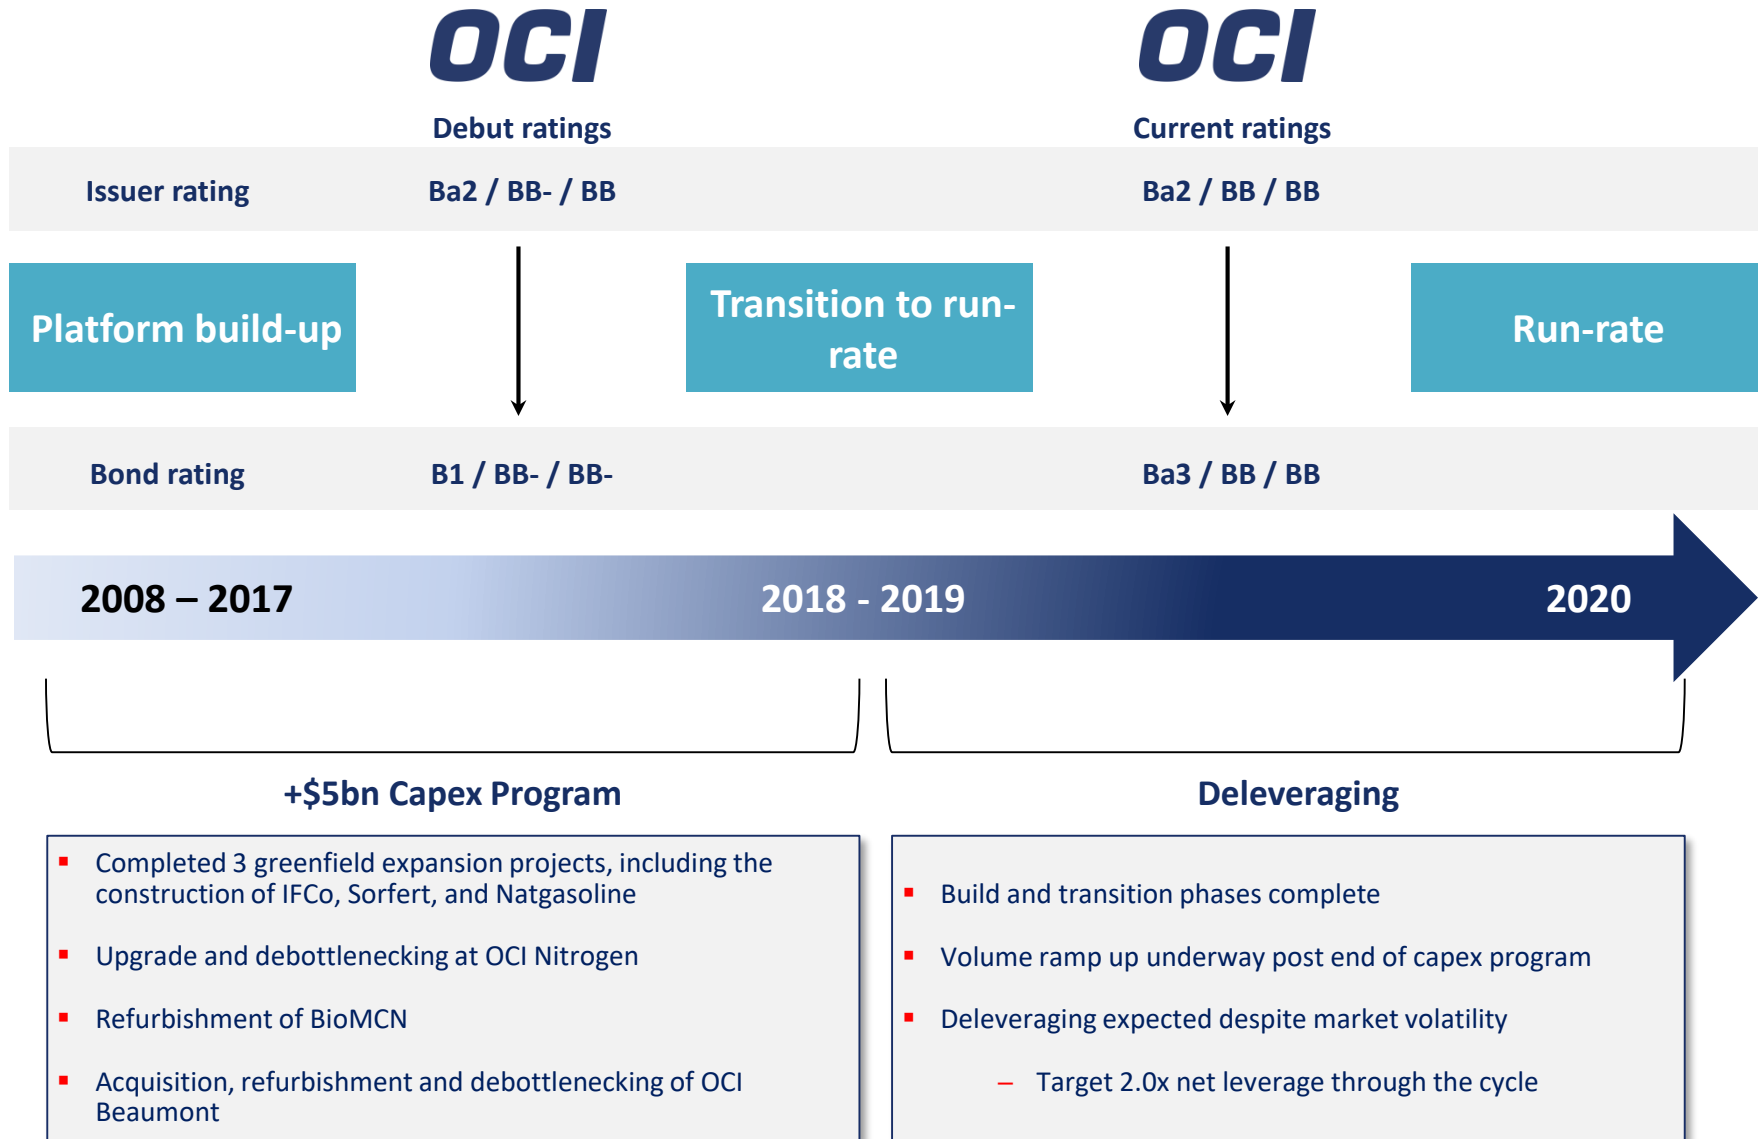 OCI
OCI
Debut ratings
Current ratings
Issuer rating
Ba2 / BB- / BB
Ba2 / BB / BB
Platform build-up
Transition to run-
rate
Run-rate
Bond rating
B1 / BB- / BB-
Ba3 / BB / BB
2008 – 2017
2018 - 2019
2020
+$5bn Capex Program
▪ Completed 3 greenfield expansion projects, including the
construction of IFCo, Sorfert, and Natgasoline
▪ Upgrade and debottlenecking at OCI Nitrogen
▪ Refurbishment of BioMCN
▪ Acquisition, refurbishment and debottlenecking of OCI
Beaumont
Deleveraging
▪ Build and transition phases complete
▪ Volume ramp up underway post end of capex program
▪ Deleveraging expected despite market volatility
– Target 2.0x net leverage through the cycle